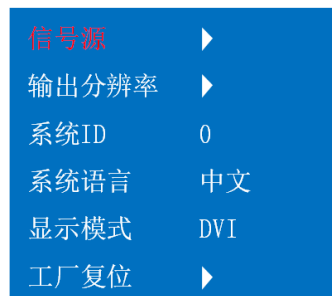 信号源
输出分辨率
系统ID 0
系统语言 中文
显示模式 DVI
工厂复位